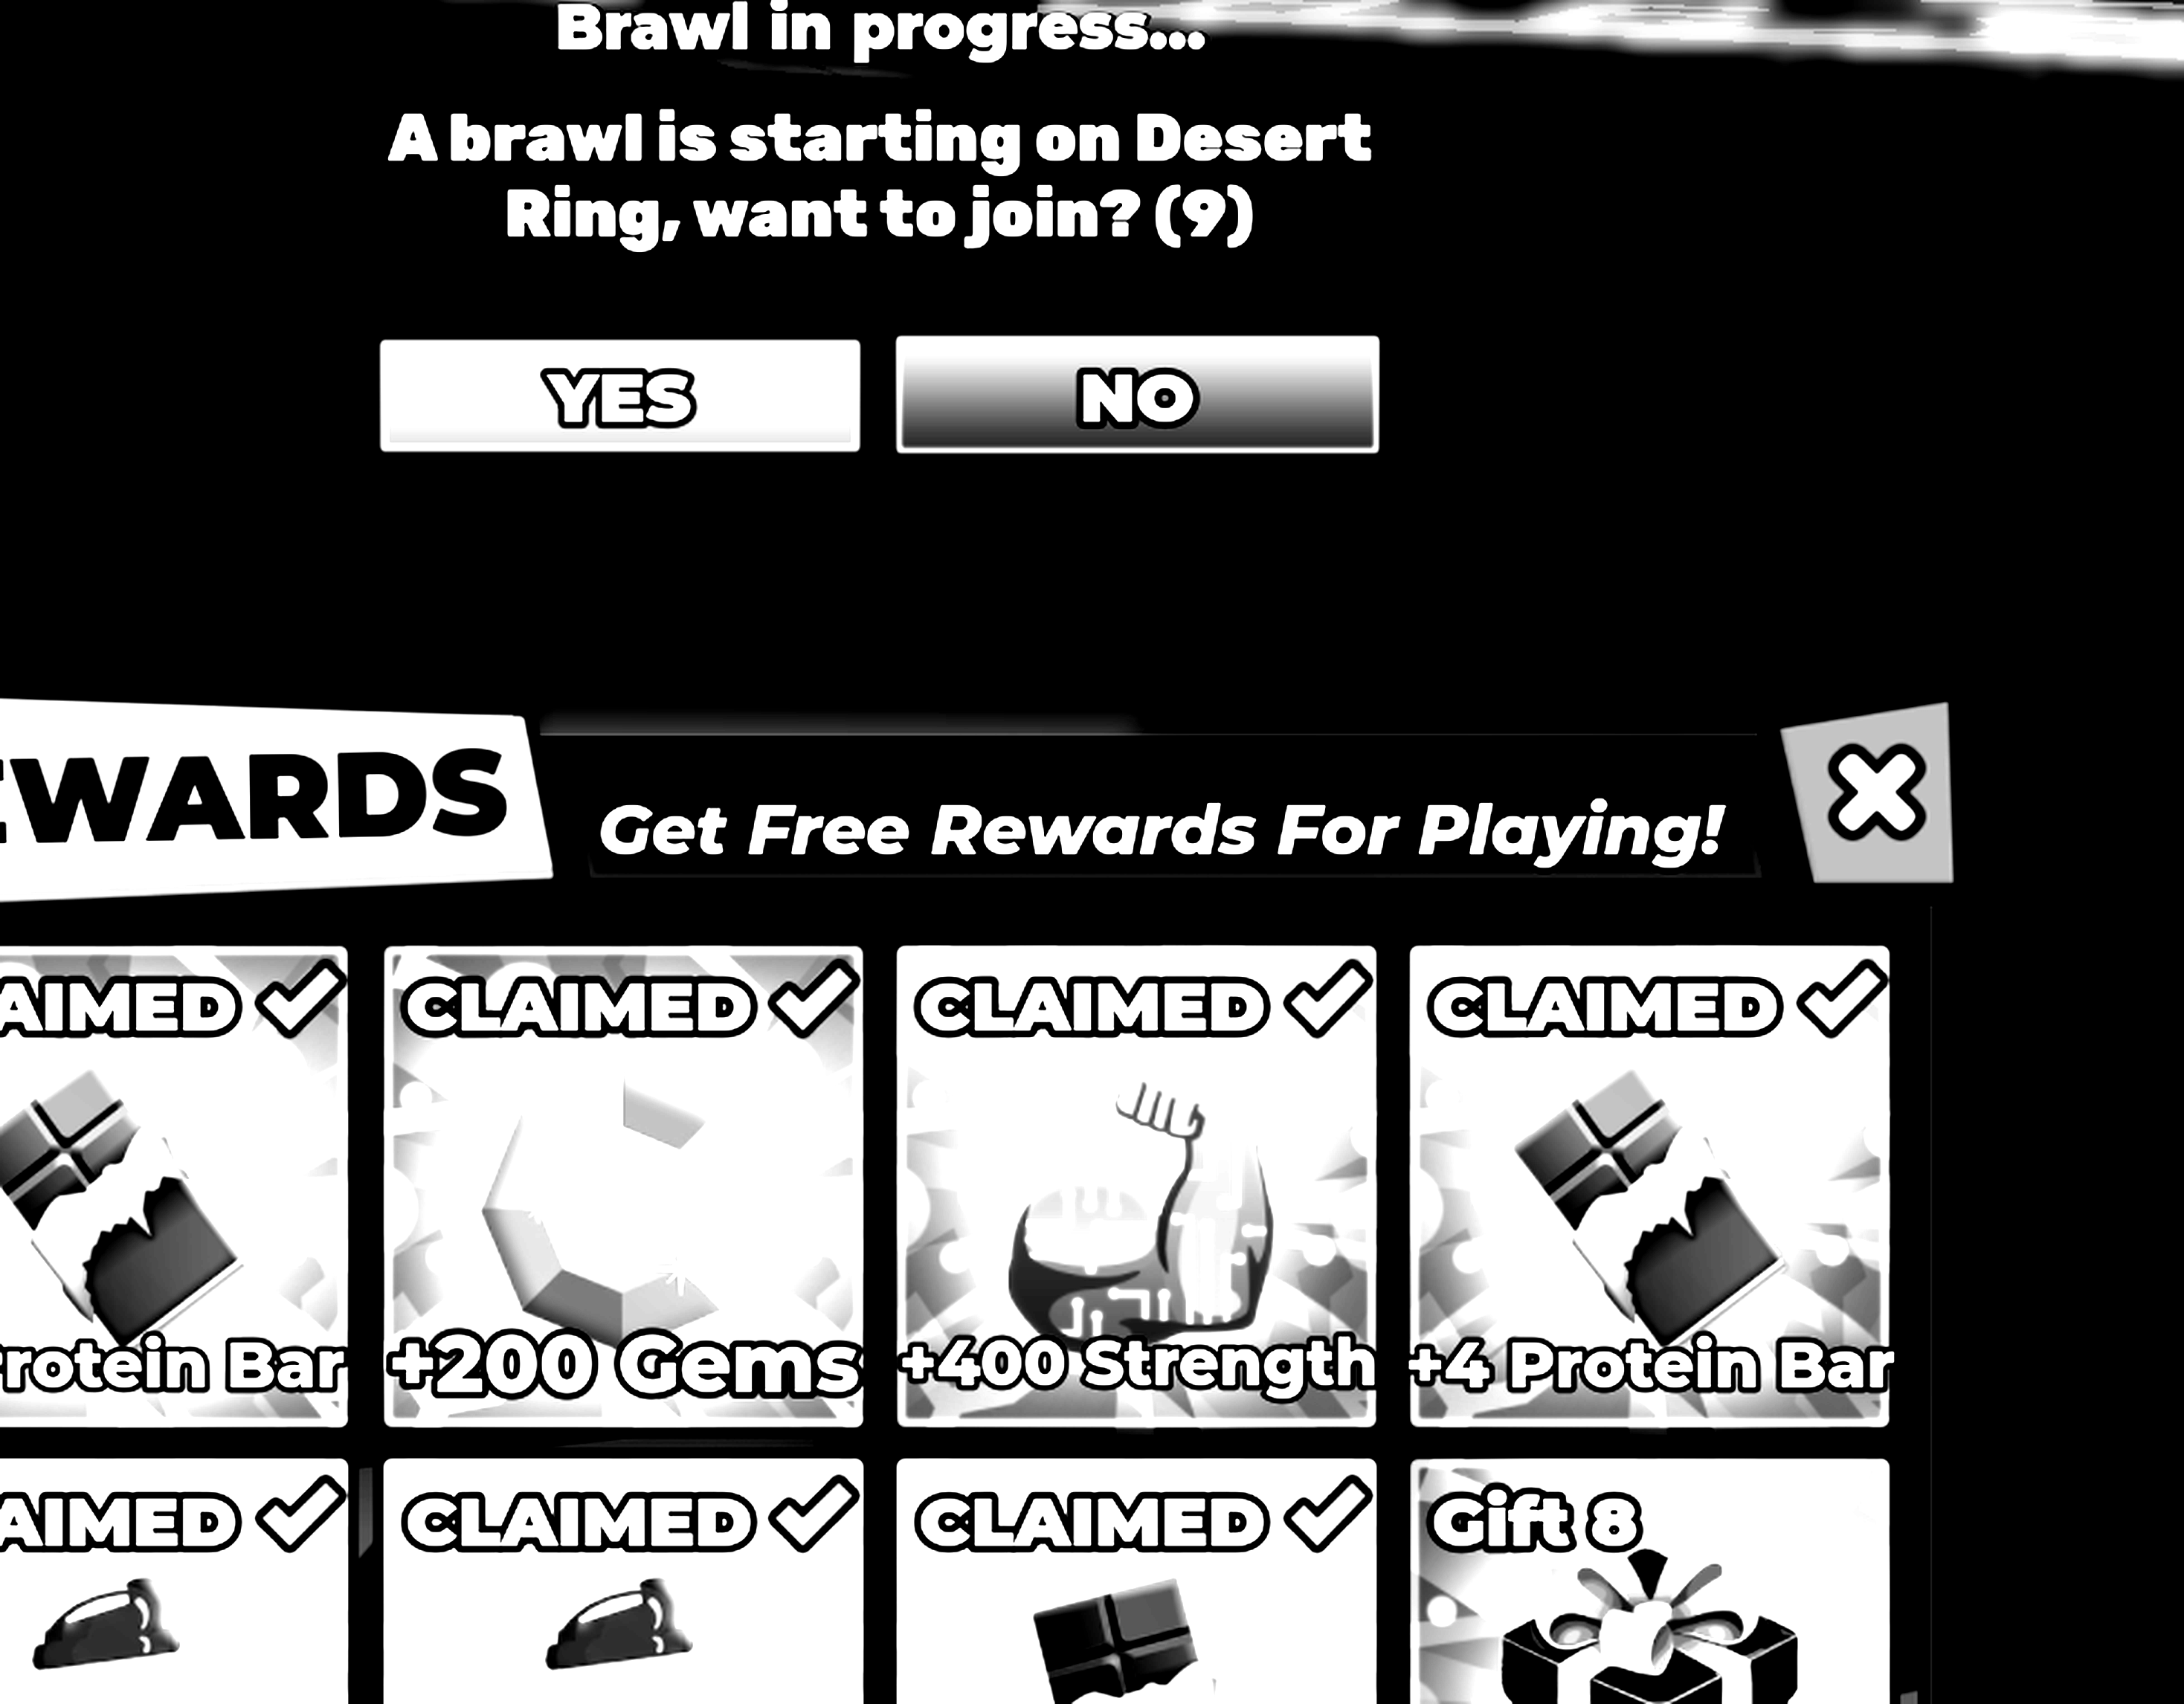 Brawl in progress...
A brawl is starting on Desert
Ring, want to join? (9)
YES NO
EWARDS
Get Free Rewards For Playing!
AIMED CLAIMED CLAIMED CLAIMED
rotein Bar +200 Gems +400 Strength +4 Protein Bar
AIMED CLAIMED CLAIMED Gift 8